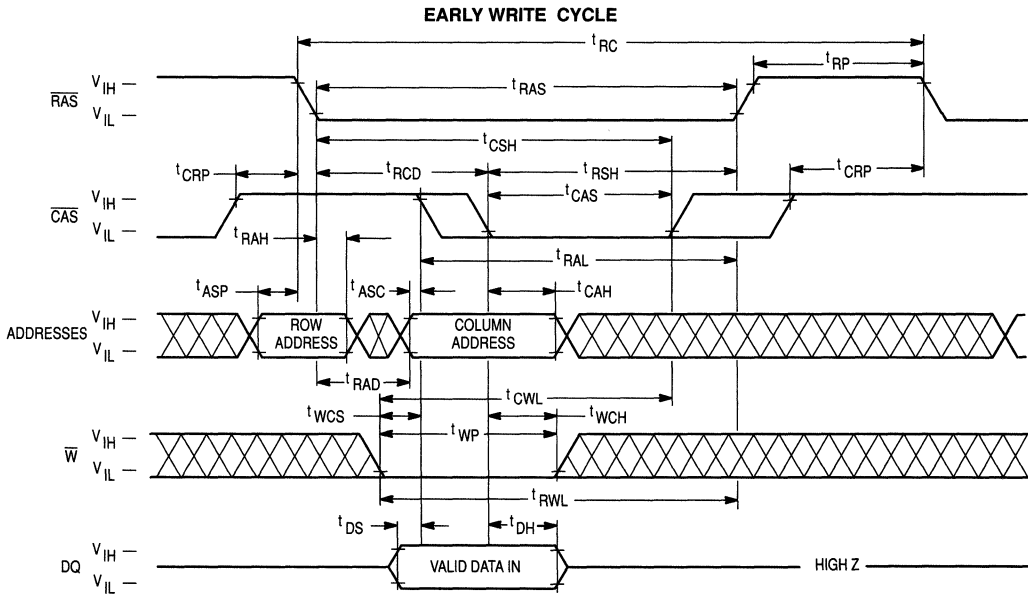 EARLY WRITE CYCLE
tRC
tRP
VIH
RAS
tRAS
VIL
tCSH
tCRP
tRCD
tRSH
tCRP
VIH
tCAS
CAS
VIL
tRAH
tRAL
tASP
tASC
tCAH
VIH
ADDRESSES
ROW ADDRESS
COLUMN ADDRESS
VIL
tRAD
tCWL
tWCS
tWCH
VIH
tWP
W
VIL
tRWL
tDS
tDH
VIH
DQ
VALID DATA IN
HIGH Z
VIL